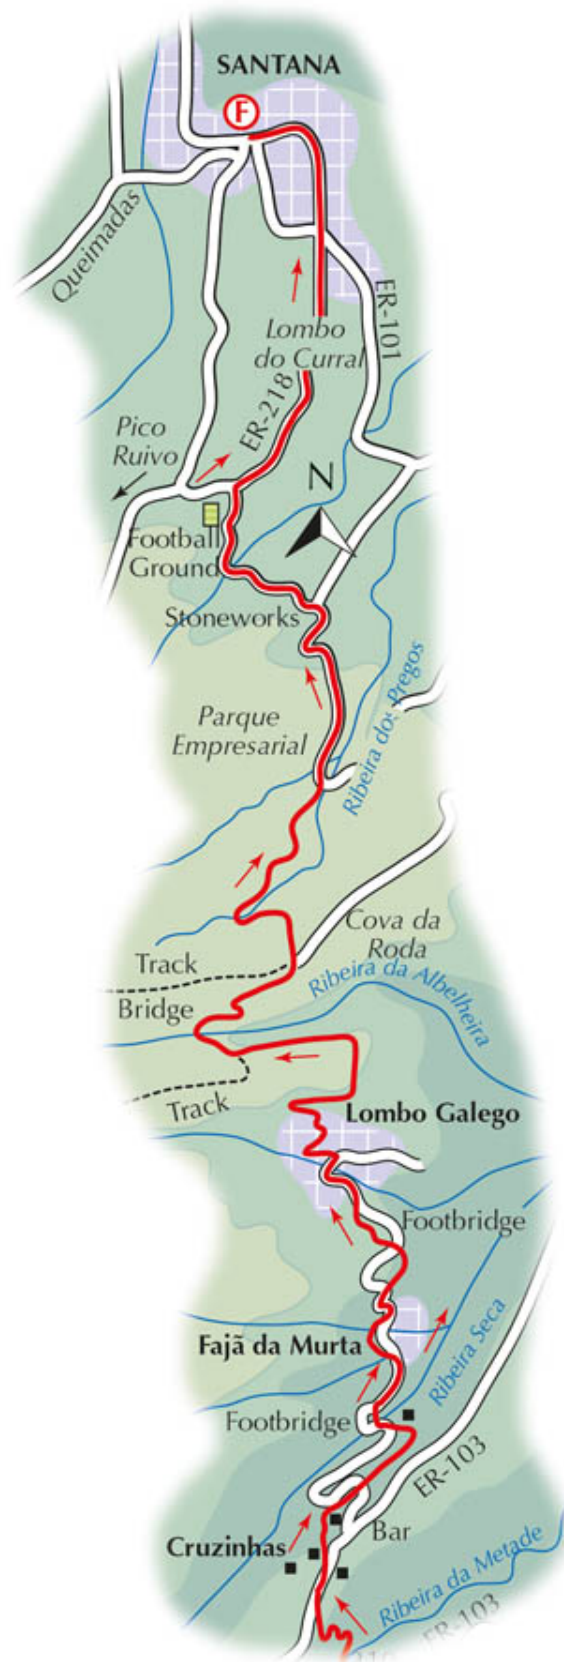 SANTANA
F
Queimadas
ER-101
Lombo
do Curral
ER-218
Pico
Ruivo
N
Football
Ground
Stoneworks
Parque
Empresarial
Ribeira dos Pregos
Cova da
Roda
Track
Ribeira da Albelheira
Bridge
Track
Lombo Galego
Footbridge
Ribeira Seca
Fajã da Murta
Footbridge
ER-103
Bar
Cruzinhas
Ribeira da Metade
ER-103